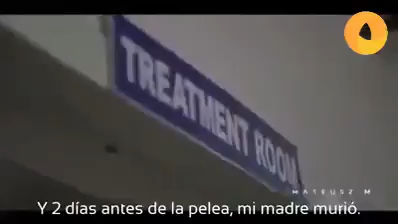 TREATMENT ROOM
MATEUSZ M
Y 2 días antes de la pelea, mi madre murió.